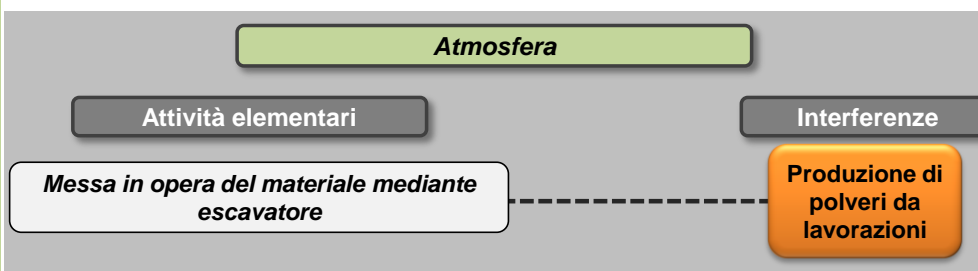 Atmosfera
Attività elementari
Interferenze
Messa in opera del materiale mediante
escavatore
Produzione di
polveri da
lavorazioni